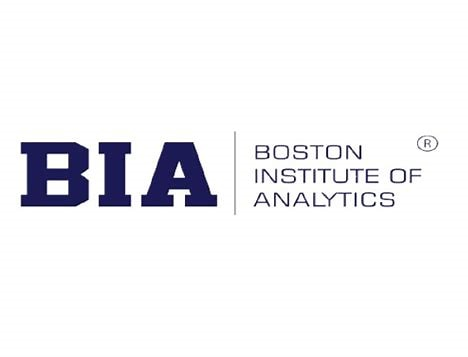 BIA
BOSTON
INSTITUTE OF
ANALYTICS
®